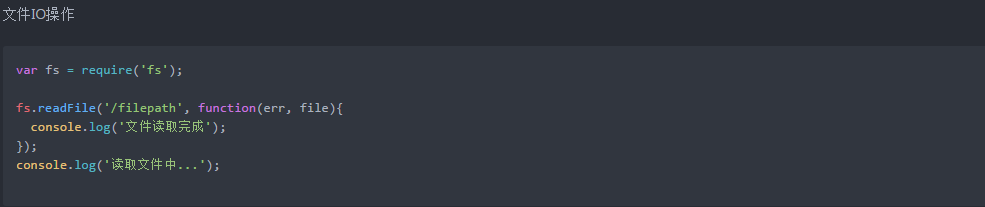 文件IO操作
var fs = require('fs');
fs.readFile('/filepath', function(err, file){
  console.log('文件读取完成');
});
console.log('读取文件中...');